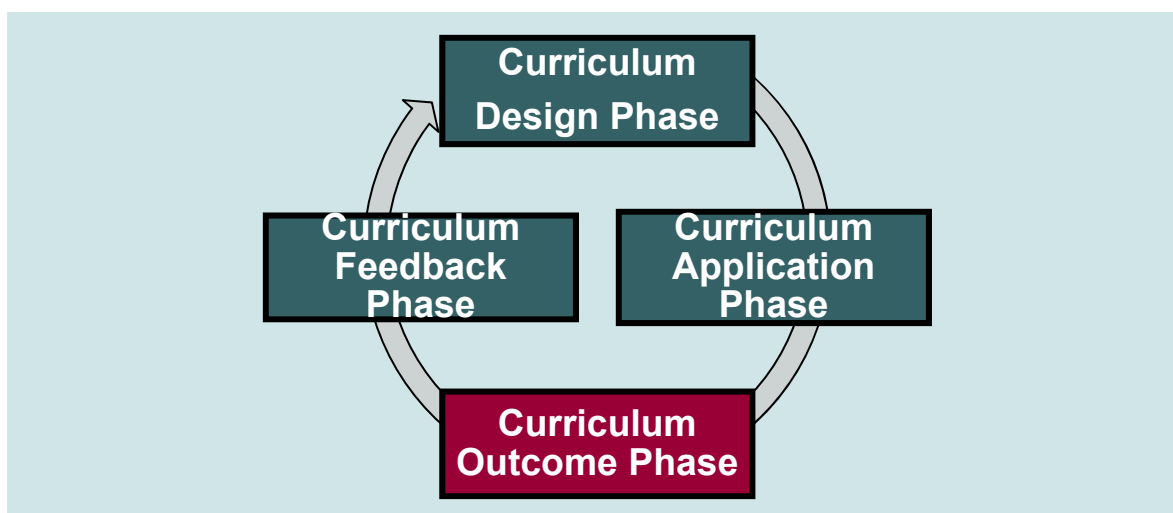 Curriculum
Design Phase
Curriculum
Feedback
Phase
Curriculum
Application
Phase
Curriculum
Outcome Phase